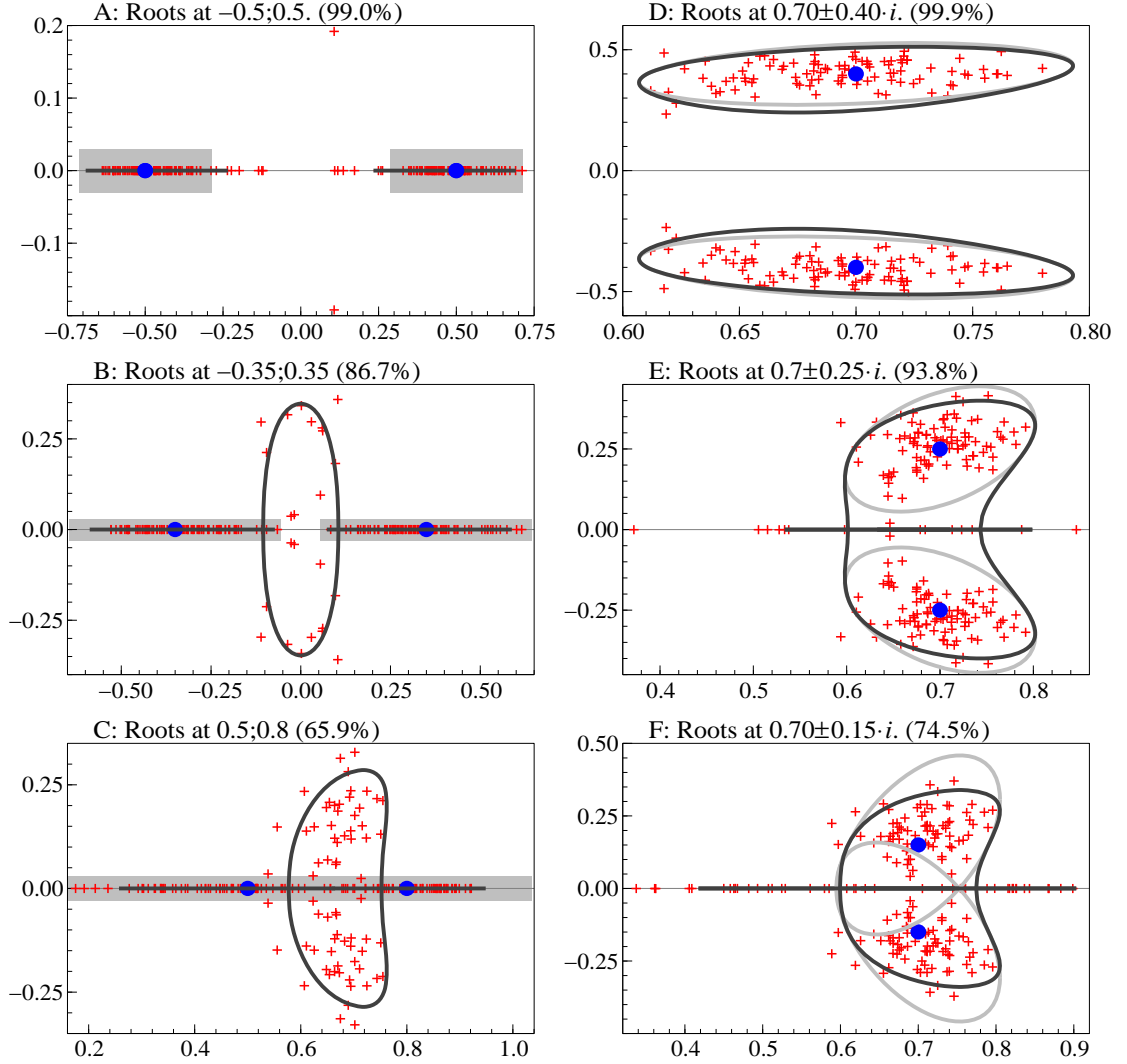 A: Roots at −0.5;0.5. (99.0%)
0.2
0.1
0.0
−0.1
−0.75 −0.50 −0.25 0.00 0.25 0.50 0.75
D: Roots at 0.70±0.40·i. (99.9%)
0.5
0.0
−0.5
0.60 0.65 0.70 0.75 0.80
B: Roots at −0.35;0.35 (86.7%)
0.25
0.00
−0.25
−0.50 −0.25 0.00 0.25 0.50
E: Roots at 0.7±0.25·i. (93.8%)
0.25
0.00
−0.25
0.4 0.5 0.6 0.7 0.8
C: Roots at 0.5;0.8 (65.9%)
0.25
0.00
−0.25
0.2 0.4 0.6 0.8 1.0
F: Roots at 0.70±0.15·i. (74.5%)
0.50
0.25
0.00
−0.25
0.4 0.5 0.6 0.7 0.8 0.9